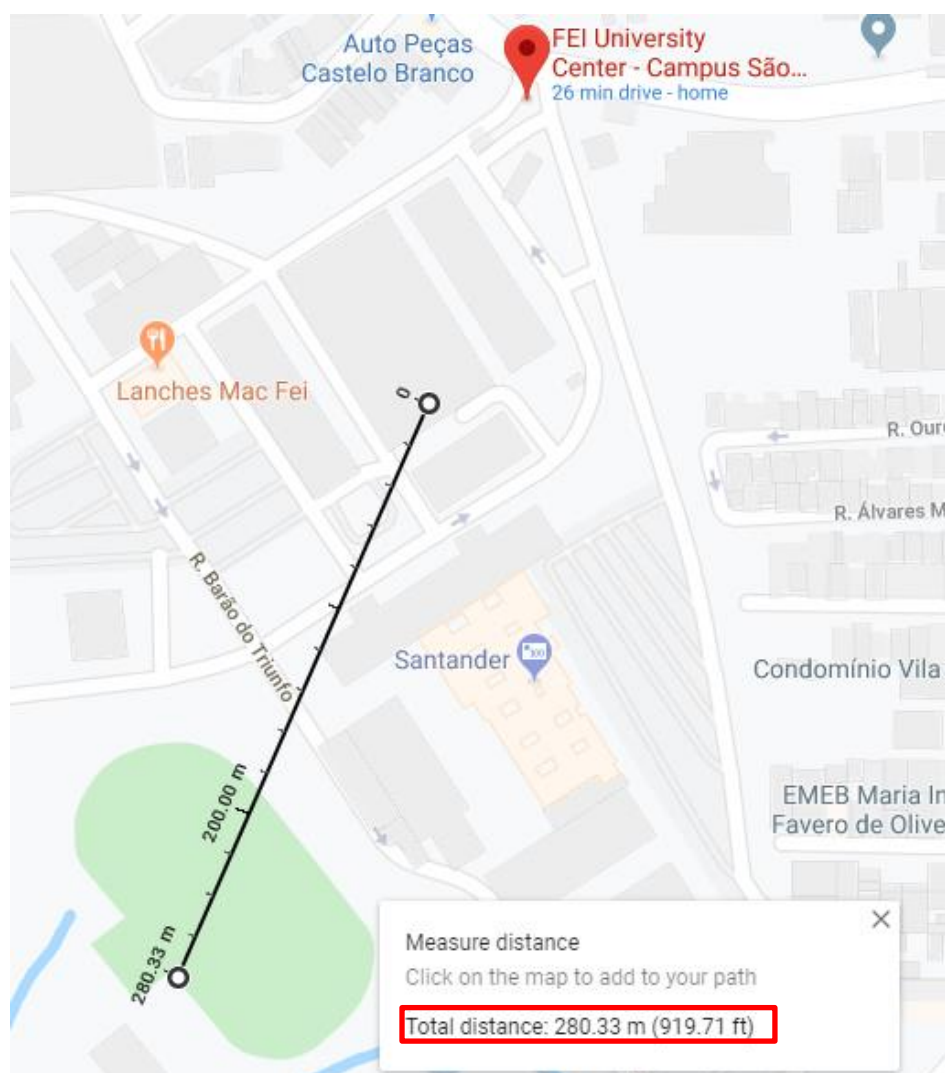 Auto Peças
Castelo Branco
FEI University
Center - Campus São...
26 min drive - home
Lanches Mac Fei
0
R. Our
R. Álvares M
R. Barão do Triunfo
Santander
Condomínio Vila
200.00 m
EMEB Maria In
Favero de Olive
280.33 m
Measure distance
Click on the map to add to your path
Total distance: 280.33 m (919.71 ft)